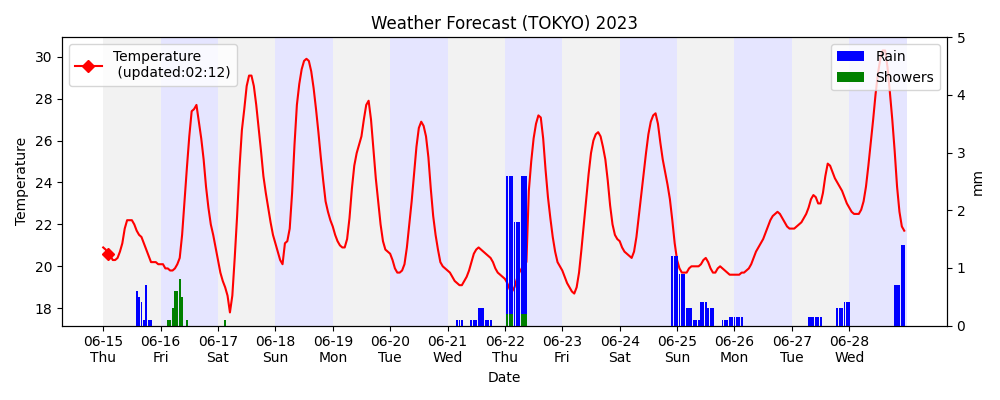 Weather Forecast (TOKYO) 2023
Temperature
(updated:02:12)
Rain
Showers
Temperature
30
28
26
24
22
20
18
5
4
3
2
1
0
mm
06-15 06-16 06-17 06-18 06-19 06-20 06-21 06-22 06-23 06-24 06-25 06-26 06-27 06-28
Thu Fri Sat Sun Mon Tue Wed Thu Fri Sat Sun Mon Tue Wed
Date